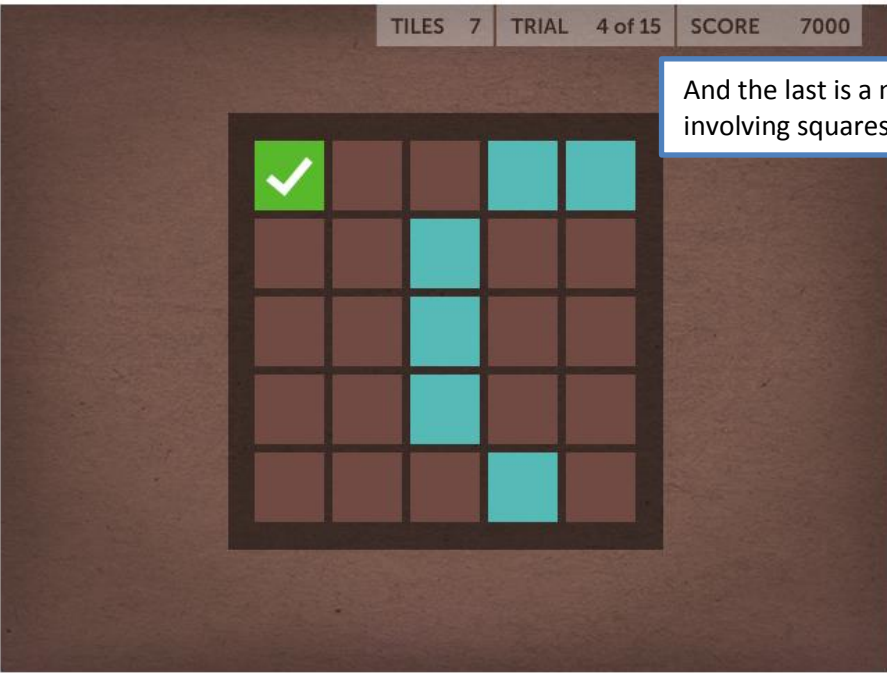 TILES 7 TRIAL 4 of 15 SCORE 7000
And the last is a
involving squares